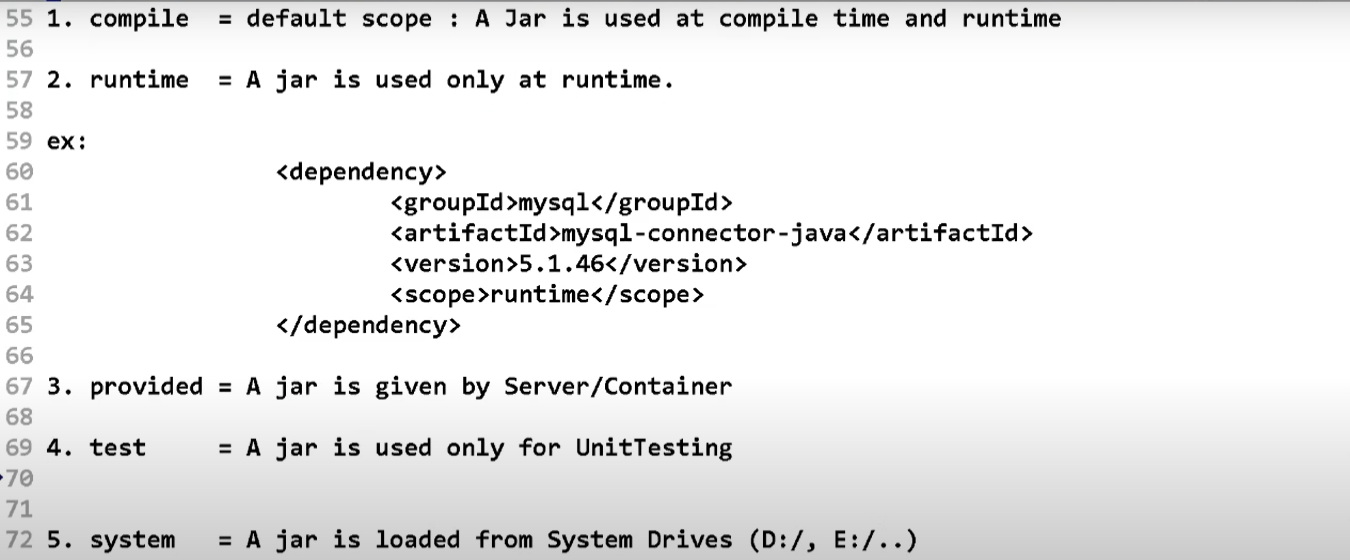 55 1. compile  = default scope : A Jar is used at compile time and runtime
56
57 2. runtime  = A jar is used only at runtime.
58
59 ex:
60                 <dependency>
61                         <groupId>mysql</groupId>
62                         <artifactId>mysql-connector-java</artifactId>
63                         <version>5.1.46</version>
64                         <scope>runtime</scope>
65                 </dependency>
66
67 3. provided = A jar is given by Server/Container
68
69 4. test     = A jar is used only for UnitTesting
70
71
72 5. system   = A jar is loaded from System Drives (D:/, E:/..)